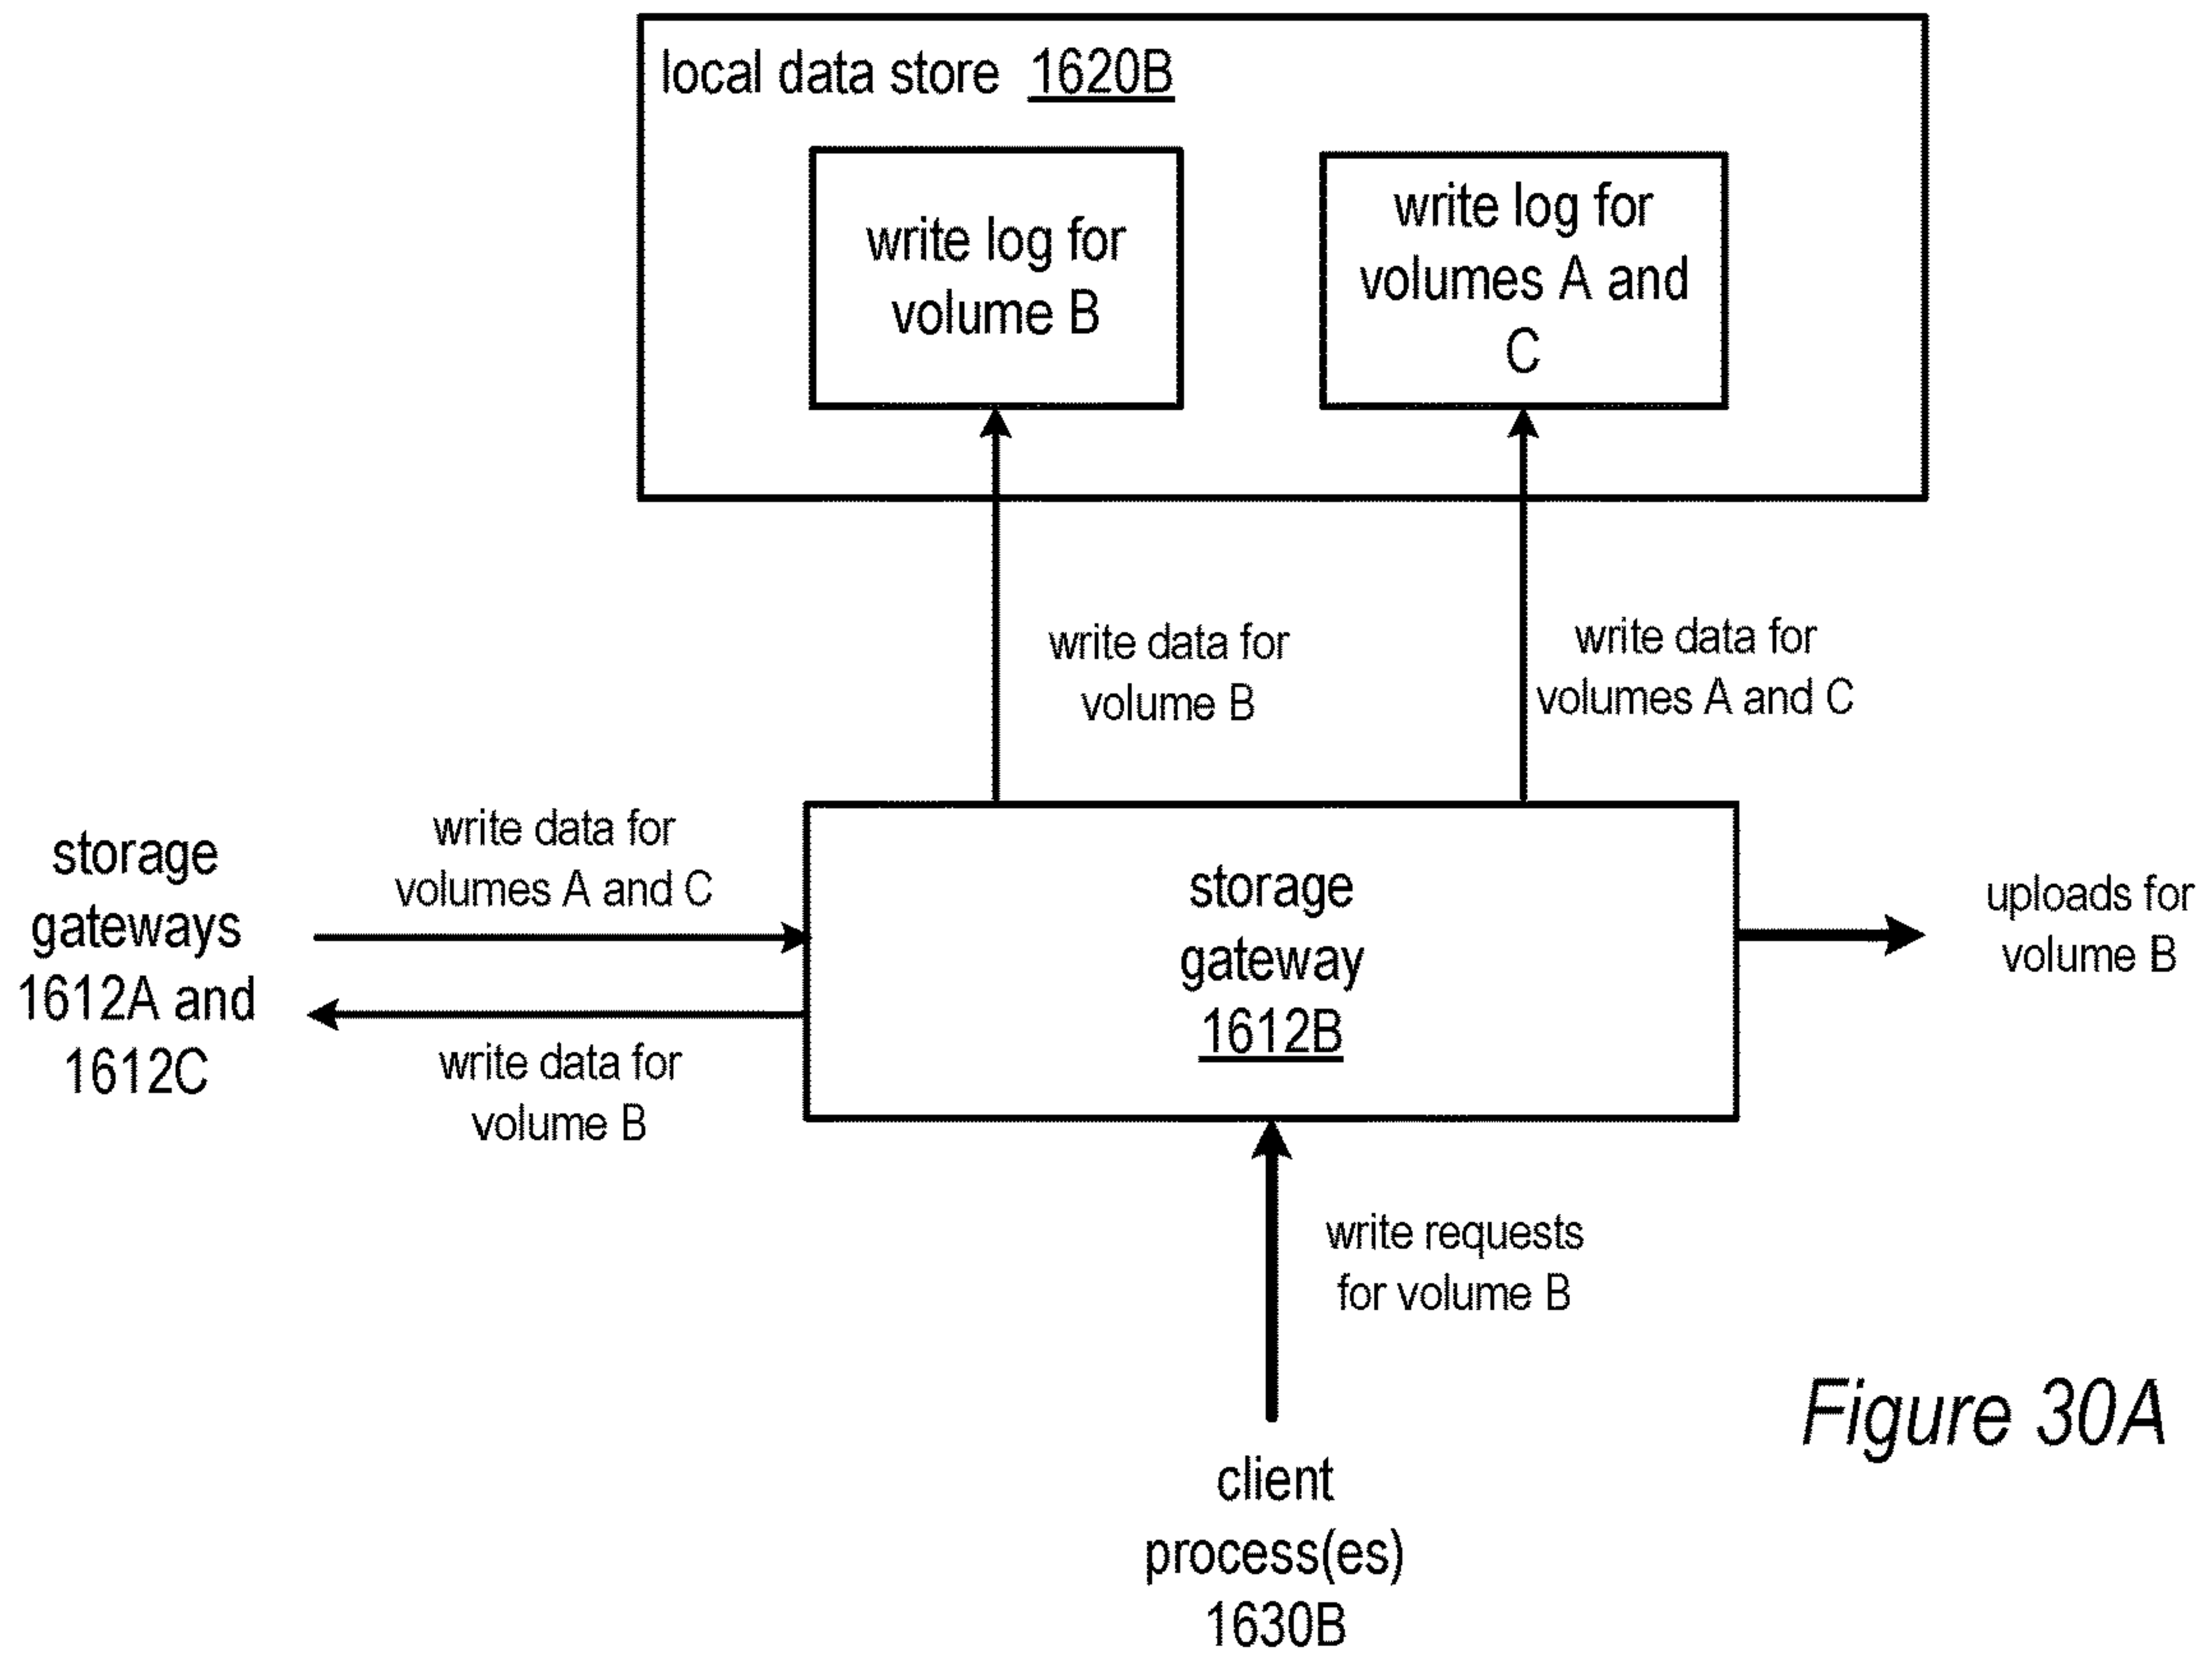 local data store 1620B
write log for
volume B
write log for
volumes A and
C
write data for
volume B
write data for
volumes A and C
storage
gateways
1612A and
1612C
write data for
volumes A and C
write data for
volume B
storage
gateway
1612B
uploads for
volume B
write requests
for volume B
client
process(es)
1630B
Figure 30A